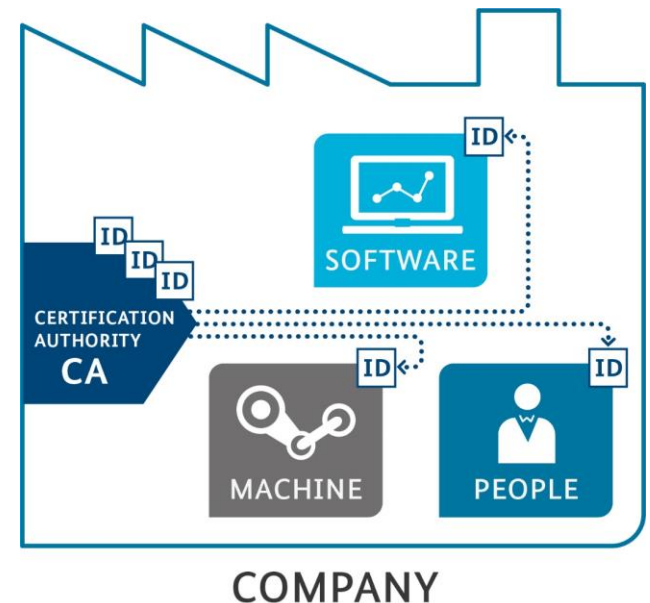 ID
SOFTWARE
ID
ID
ID
CERTIFICATION
AUTHORITY
CA
ID
MACHINE
ID
PEOPLE
COMPANY